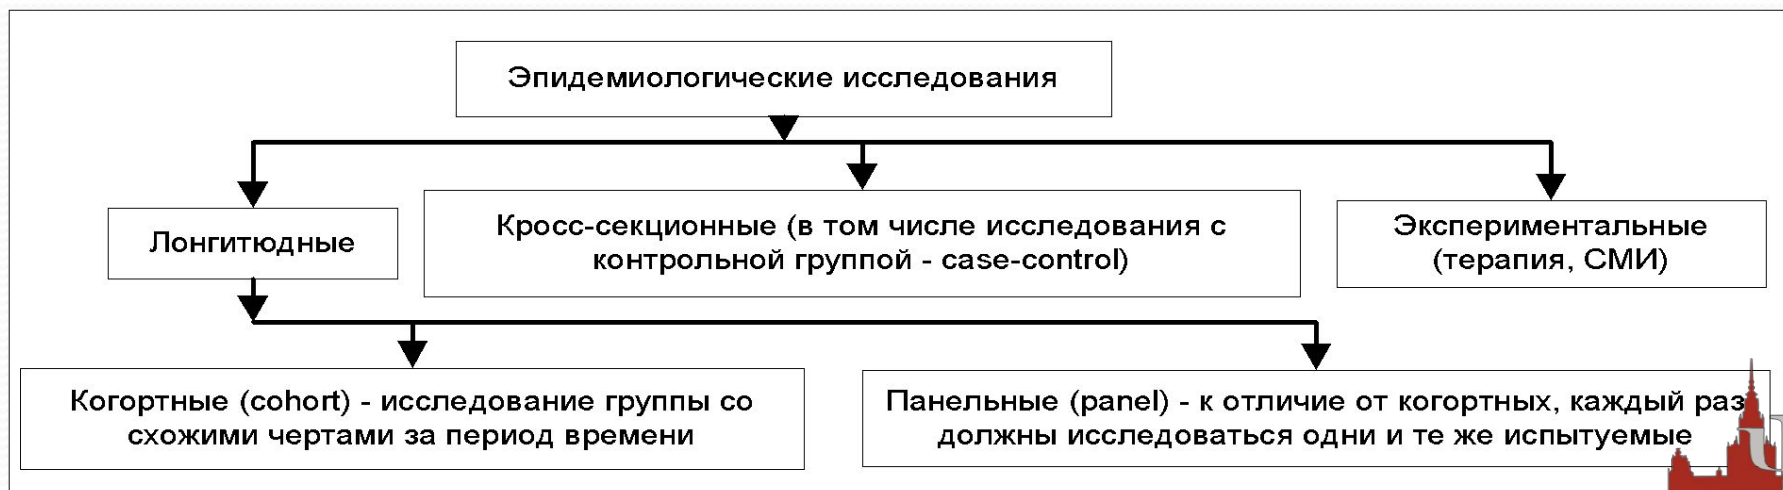 Эпидемиологические исследования
Лонгитюдные
Кросс-секционные (в том числе исследования с
контрольной группой - case-control)
Экспериментальные
(терапия, СМИ)
Когортные (cohort) - исследование группы со
схожими чертами за период времени
Панельные (panel) - к отличие от когортных, каждый раз
должны исследоваться одни и те же испытуемые